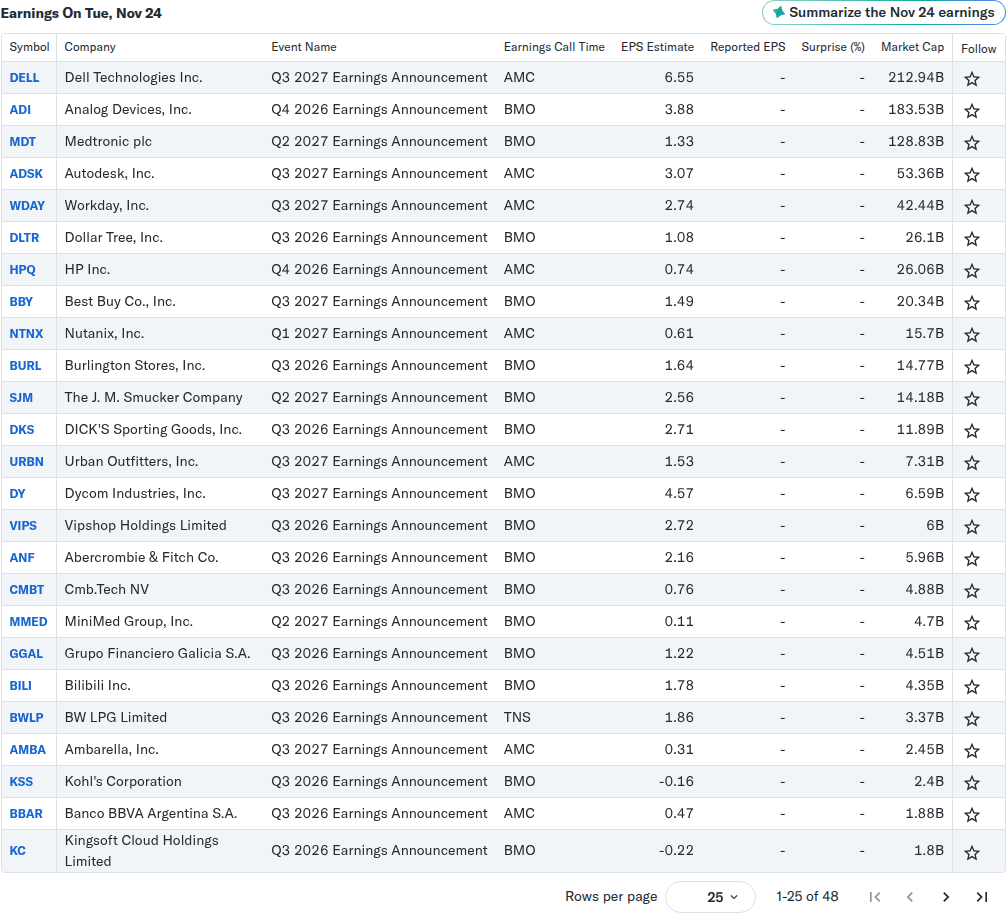 Earnings On Tue, Nov 24
Summarize the Nov 24 earnings
Symbol Company Event Name Earnings Call Time EPS Estimate Reported EPS Surprise (%) Market Cap Follow
DELL Dell Technologies Inc. Q3 2027 Earnings Announcement AMC 6.55 - - 212.94B
ADI Analog Devices, Inc. Q4 2026 Earnings Announcement BMO 3.88 - - 183.53B
MDT Medtronic plc Q2 2027 Earnings Announcement BMO 1.33 - - 128.83B
ADSK Autodesk, Inc. Q3 2027 Earnings Announcement AMC 3.07 - - 53.36B
WDAY Workday, Inc. Q3 2027 Earnings Announcement AMC 2.74 - - 42.44B
DLTR Dollar Tree, Inc. Q3 2026 Earnings Announcement BMO 1.08 - - 26.1B
HPQ HP Inc. Q4 2026 Earnings Announcement AMC 0.74 - - 26.06B
BBY Best Buy Co., Inc. Q3 2027 Earnings Announcement BMO 1.49 - - 20.34B
NTNX Nutanix, Inc. Q1 2027 Earnings Announcement AMC 0.61 - - 15.7B
BURL Burlington Stores, Inc. Q3 2026 Earnings Announcement BMO 1.64 - - 14.77B
SJM The J. M. Smucker Company Q2 2027 Earnings Announcement BMO 2.56 - - 14.18B
DKS DICK'S Sporting Goods, Inc. Q3 2026 Earnings Announcement BMO 2.71 - - 11.89B
URBN Urban Outfitters, Inc. Q3 2027 Earnings Announcement AMC 1.53 - - 7.31B
DY Dycom Industries, Inc. Q3 2027 Earnings Announcement BMO 4.57 - - 6.59B
VIPS Vipshop Holdings Limited Q3 2026 Earnings Announcement BMO 2.72 - - 6B
ANF Abercrombie & Fitch Co. Q3 2026 Earnings Announcement BMO 2.16 - - 5.96B
CMBT Cmb.Tech NV Q3 2026 Earnings Announcement BMO 0.76 - - 4.88B
MMED MiniMed Group, Inc. Q2 2027 Earnings Announcement BMO 0.11 - - 4.7B
GGAL Grupo Financiero Galicia S.A. Q3 2026 Earnings Announcement BMO 1.22 - - 4.51B
BILI Bilibili Inc. Q3 2026 Earnings Announcement BMO 1.78 - - 4.35B
BWLP BW LPG Limited Q3 2026 Earnings Announcement TNS 1.86 - - 3.37B
AMBA Ambarella, Inc. Q3 2027 Earnings Announcement AMC 0.31 - - 2.45B
KSS Kohl's Corporation Q3 2026 Earnings Announcement BMO -0.16 - - 2.4B
BBAR Banco BBVA Argentina S.A. Q3 2026 Earnings Announcement AMC 0.47 - - 1.88B
KC Kingsoft Cloud Holdings Limited Q3 2026 Earnings Announcement BMO -0.22 - - 1.8B
Rows per page 25 1-25 of 48